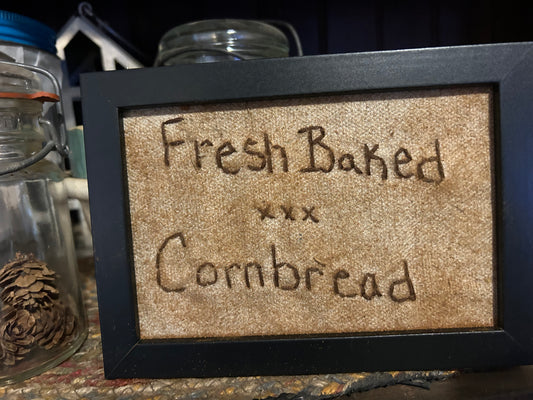 Fresh Baked
xxx
Cornbread